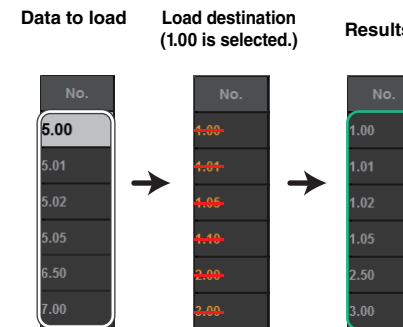 Data to load
Load destination
(1.00 is selected.)
Results
No.
5.00
5.01
5.02
5.05
6.50
7.00
No.
1.00
1.01
1.05
1.10
2.00
3.00
No.
1.00
1.01
1.02
1.05
2.50
3.00